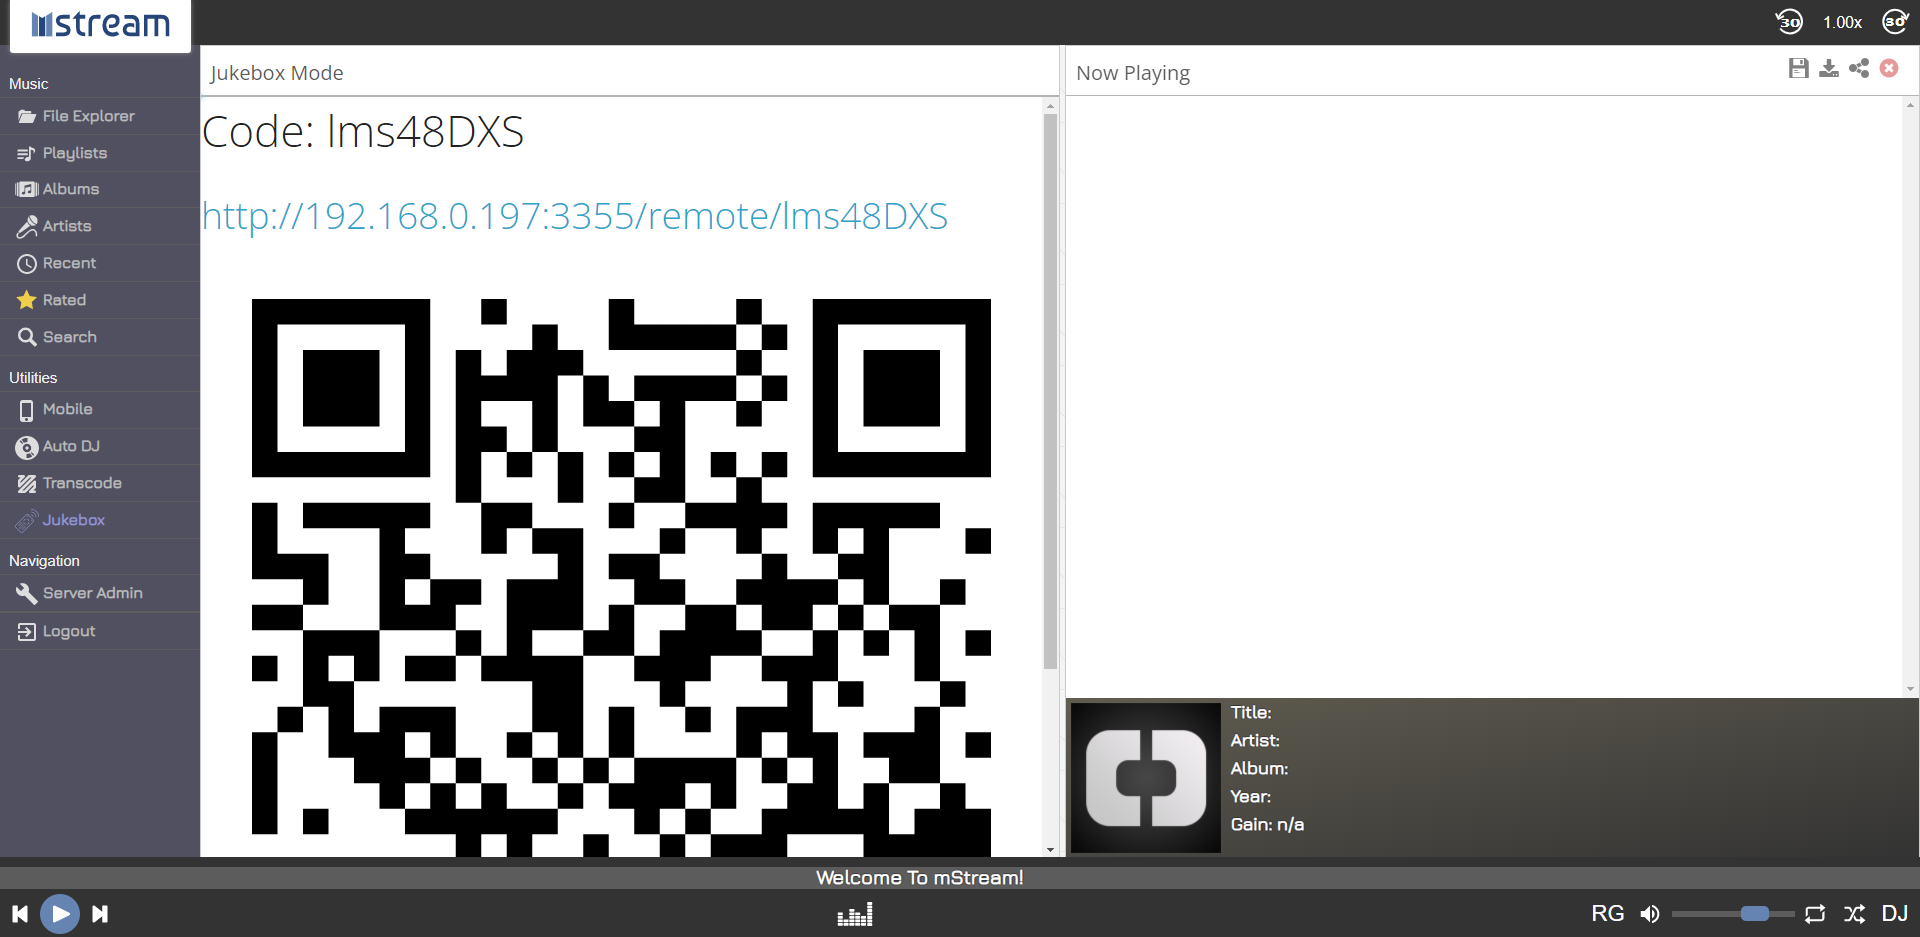 mstream
30
1.00x
30
Music
File Explorer
Playlists
Albums
Artists
Recent
Rated
Search
Utilities
Mobile
Auto DJ
Transcode
Jukebox
Navigation
Server Admin
Logout
Jukebox Mode
Code: lms48DXS
http://192.168.0.197:3355/remote/lms48DXS
Now Playing
Title:
Artist:
Album:
Year:
Gain: n/a
Welcome To mStream!
RG
DJ